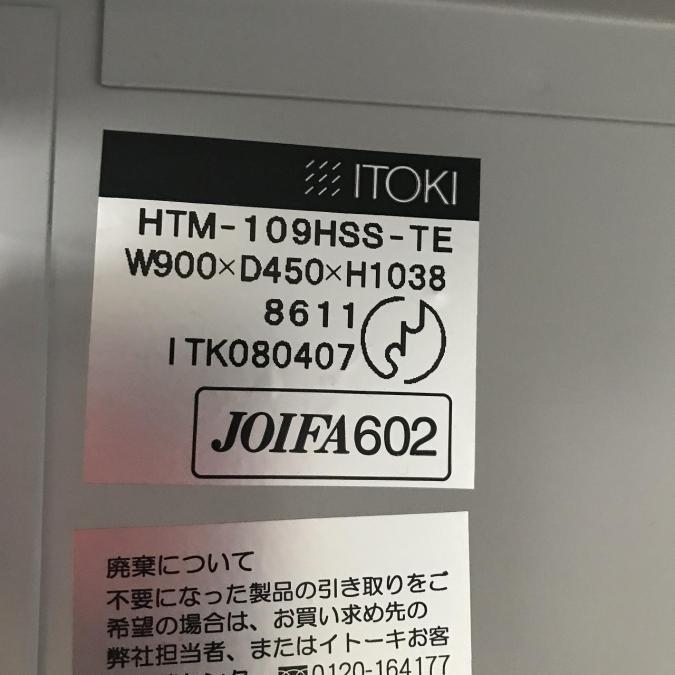 ITOKI
HTM-109HSS-TE
W900×D450×H1038
8611
ITK080407
JOIFA602
廃棄について
不要になった製品の引き取りをご
希望の場合は、お買い求め先の
弊社担当者、またはイトーキお客
0120-164177